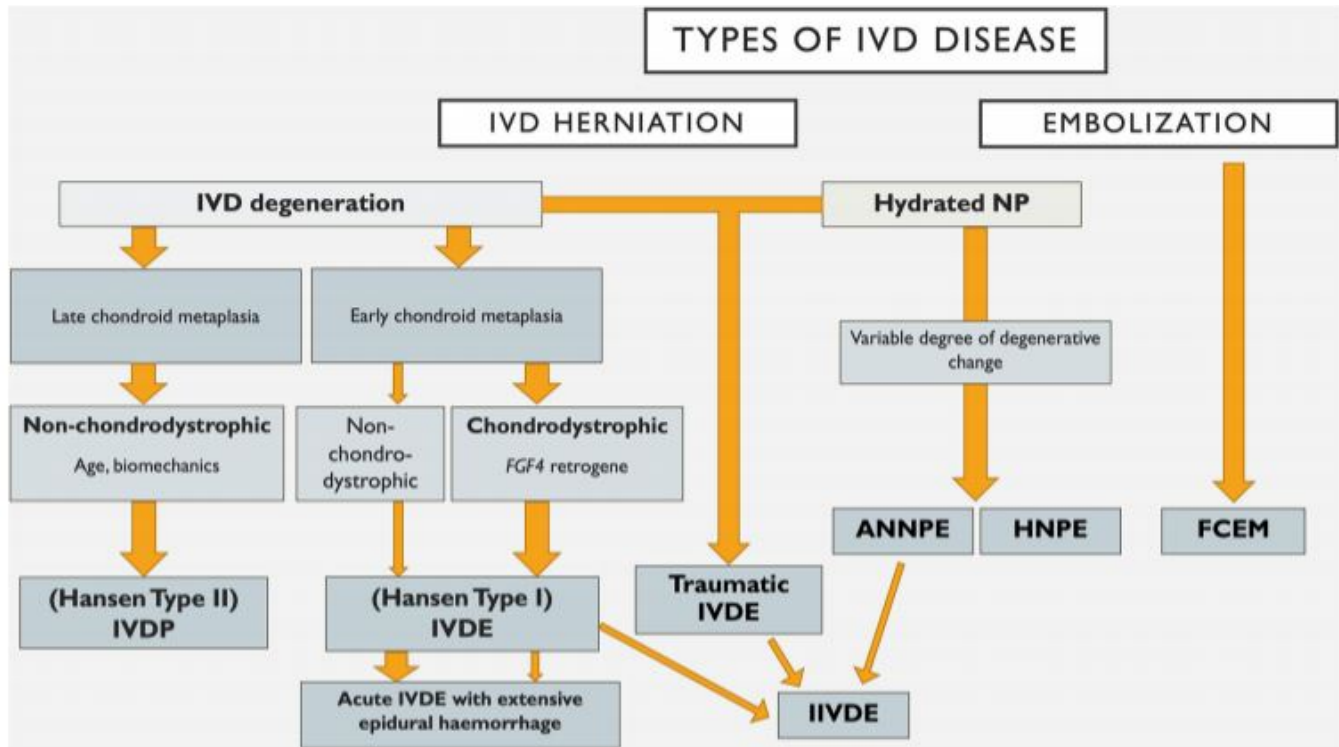 TYPES OF IVD DISEASE
IVD HERNIATION
EMBOLIZATION
IVD degeneration
Hydrated NP
Late chondroid metaplasia
Early chondroid metaplasia
Variable degree of degenerative
change
Non-chondrodystrophic
Age, biomechanics
Non-
chondro-
dystrophic
Chondrodystrophic
FGF4 retrogene
ANNPE
HNPE
FCEM
(Hansen Type II)
IVDP
(Hansen Type I)
IVDE
Traumatic
IVDE
Acute IVDE with extensive
epidural haemorrhage
IIVDE